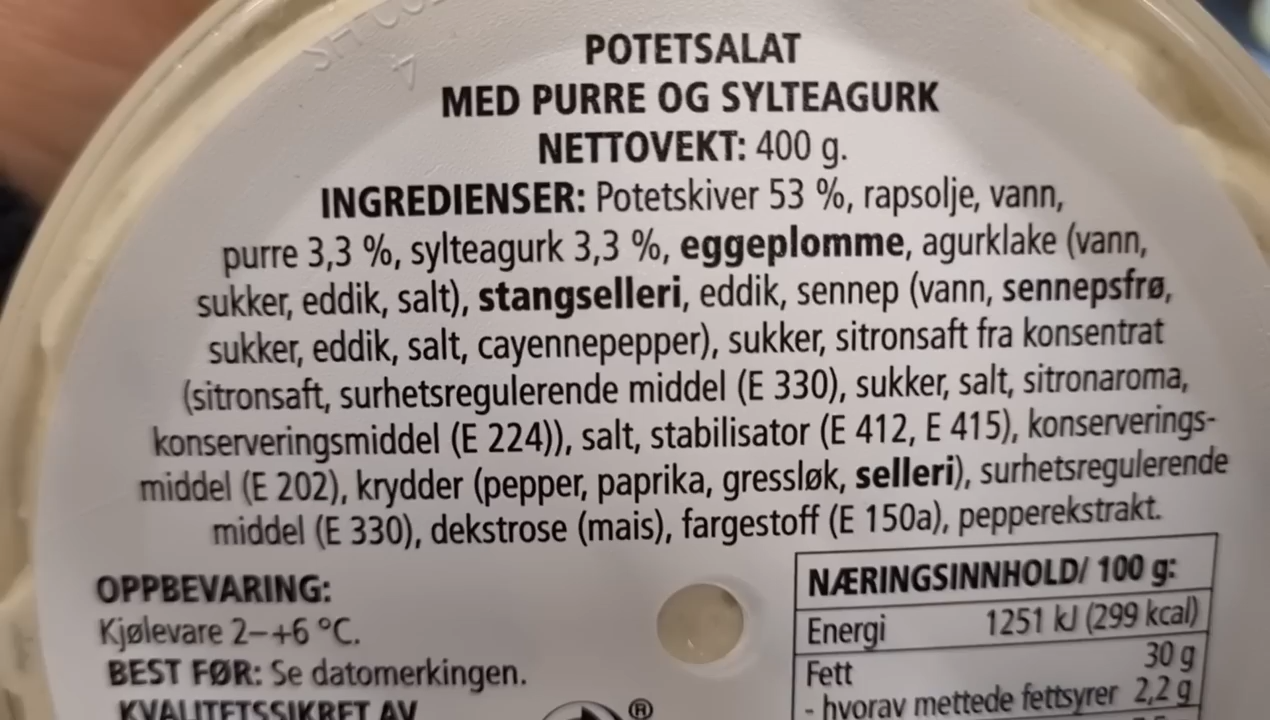 POTETSALAT
MED PURRE OG SYLTEAGURK
NETTOVEKT: 400 g.
INGREDIENSER: Potetskiver 53 %, rapsolje, vann,
purre 3,3 %, sylteagurk 3,3 %, eggeplomme, agurklake (vann,
sukker, eddik, salt), stangselleri, eddik, sennep (vann, sennepsfrø,
sukker, eddik, salt, cayennepepper), sukker, sitronsaft fra konsentrat
(sitronsaft, surhetsregulerende middel (E 330), sukker, salt, sitronaroma,
konserveringsmiddel (E 224)), salt, stabilisator (E 412, E 415), konserverings-
middel (E 202), krydder (pepper, paprika, gressløk, selleri), surhetsregulerende
middel (E 330), dekstrose (mais), fargestoff (E 150a), pepperekstrakt.
OPPBEVARING:
Kjølevare 2–+6 °C.
BEST FØR: Se datomerkingen.
KVALITETSSIKRET AV
®
NÆRINGSINNHOLD/ 100 g:
Energi 1251 kJ (299 kcal)
Fett 30 g
- hvorav mettede fettsyrer 2,2 g